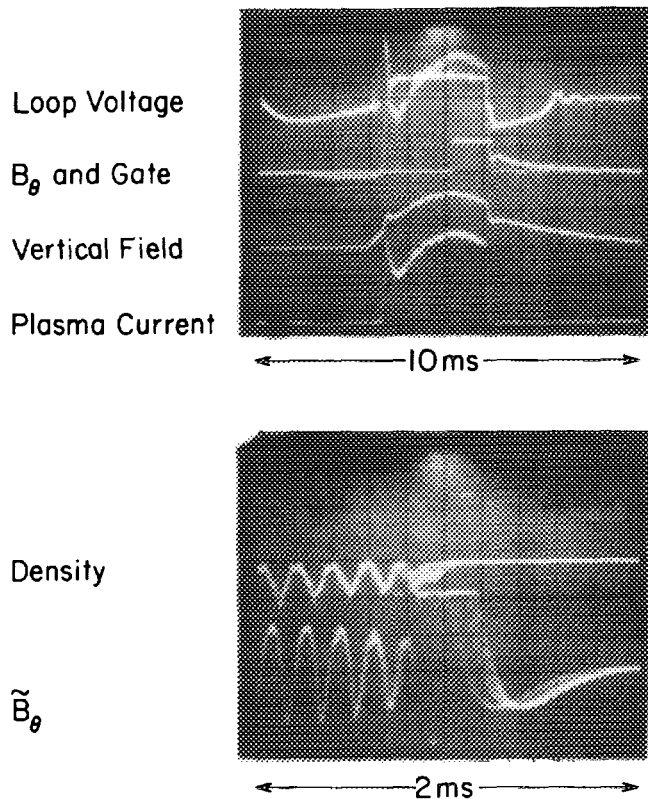 Loop Voltage
B_θ and Gate
Vertical Field
Plasma Current
10 ms
Density
B̃_θ
2 ms